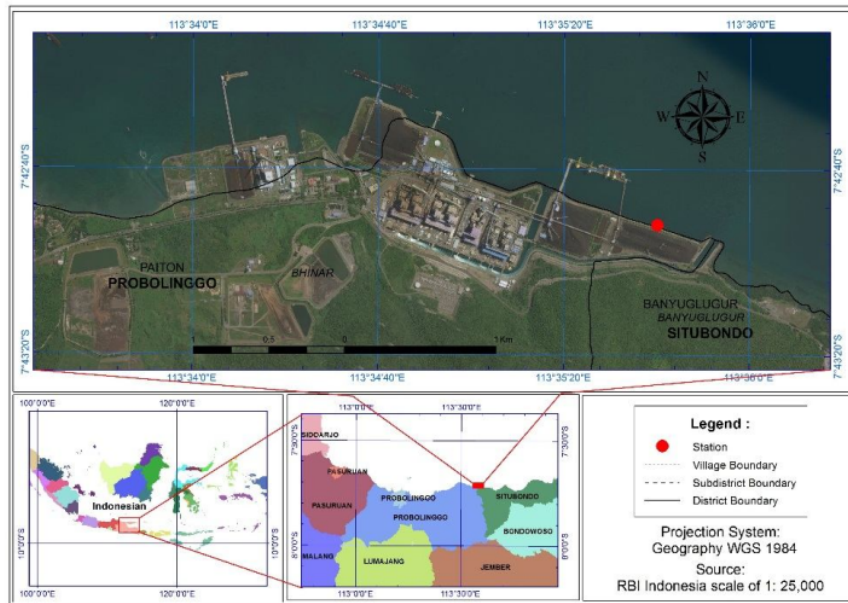 113°34'0"E
113°34'40"E
113°35'20"E
113°36'0"E
7°42'40"S
7°42'40"S
N
W E
S
PAITON
PROBOLINGGO
BHINAR
BANYUGLUGUR
BANYUGLUGUR
SITUBONDO
1 0,5 0 1 Km
7°43'20"S
7°43'20"S
113°34'0"E
113°34'40"E
113°35'20"E
113°36'0"E
100°0'0"E
120°0'0"E
Indonesian
10°0'0"S
10°0'0"S
100°0'0"E
120°0'0"E
113°0'0"E
113°30'0"E
7°30'0"S
7°30'0"S
SIDOARJO
PASURUAN
PASURUAN
PROBOLINGGO
SITUBONDO
PROBOLINGGO
BONDOWOSO
8°0'0"S
8°0'0"S
MALANG
LUMAJANG
JEMBER
113°0'0"E
113°30'0"E
Legend :
Station
Village Boundary
Subdistrict Boundary
District Boundary
Projection System:
Geography WGS 1984
Source:
RBI Indonesia scale of 1: 25,000